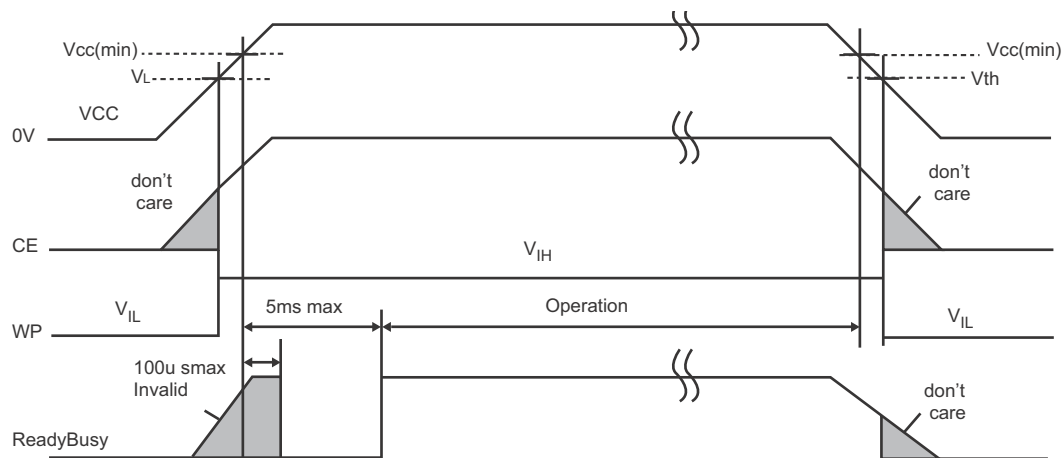 Vcc(min)
Vcc(min)
VL
Vth
VCC
0V
don't
care
don't
care
CE
VIH
5ms max
Operation
VIL
VIL
WP
100u smax
Invalid
don't
care
ReadyBusy